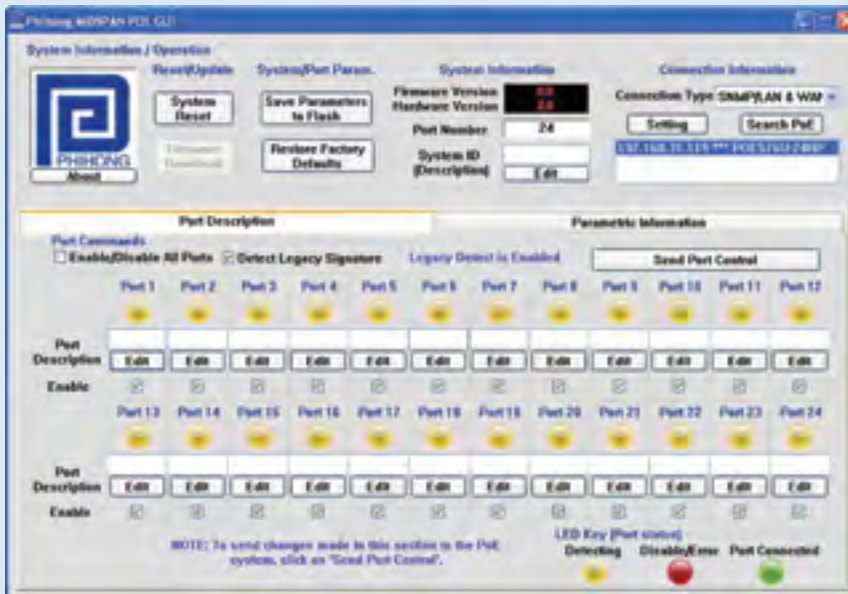 Phihong MIDSPAN POE GUI
System Information / Operation
Reset/Update
System/Port Param.
System Information
Connection Information
PHIHONG
About
System Reset
Save Parameters to Flash
Restore Factory Defaults
Firmware Version
Hardware Version 2.0
Port Number 24
System ID (Description)
Edit
Connection Type SNMP/LAN & WAN
Setting
Search PoE
Port Description
Parametric Information
Port Commands
Enable/Disable All Ports
Detect Legacy Signature
Legacy Detect is Enabled
Send Port Control
Port 1 Port 2 Port 3 Port 4 Port 5 Port 6 Port 7 Port 8 Port 9 Port 10 Port 11 Port 12
Port Description
Edit Edit Edit Edit Edit Edit Edit Edit Edit Edit Edit Edit
Enable
Port 13 Port 14 Port 15 Port 16 Port 17 Port 18 Port 19 Port 20 Port 21 Port 22 Port 23 Port 24
Port Description
Edit Edit Edit Edit Edit Edit Edit Edit Edit Edit Edit Edit
Enable
NOTE: To send changes made in this section to the PoE
system, click on 'Send Port Control'.
LED Key (Port status)
Detecting Disable/Error Port Connected